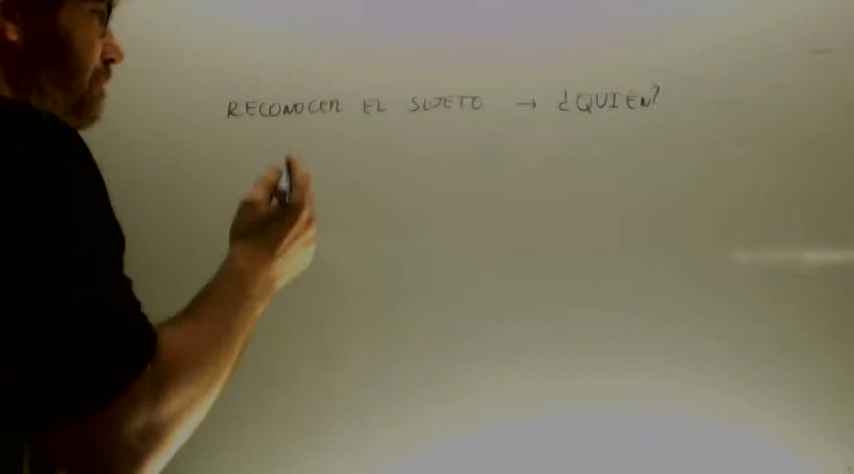 RECONOCER EL SUJETO → ¿QUIEN?